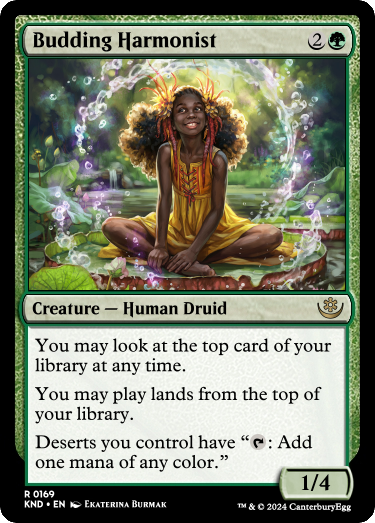 Budding Harmonist 2
Creature — Human Druid
You may look at the top card of your
library at any time.
You may play lands from the top of
your library.
Deserts you control have “: Add
one mana of any color.”
1/4
R 0169
KND • EN Ekaterina Burmak
™ & © 2024 CanterburyEgg